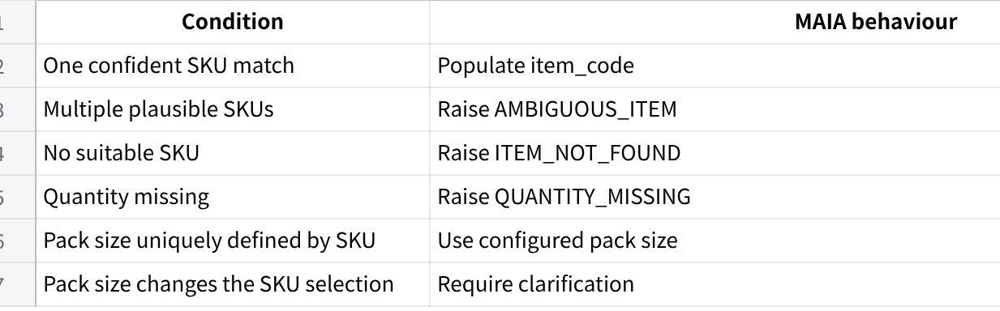 1 Condition MAIA behaviour
2 One confident SKU match Populate item_code
3 Multiple plausible SKUs Raise AMBIGUOUS_ITEM
4 No suitable SKU Raise ITEM_NOT_FOUND
5 Quantity missing Raise QUANTITY_MISSING
6 Pack size uniquely defined by SKU Use configured pack size
7 Pack size changes the SKU selection Require clarification